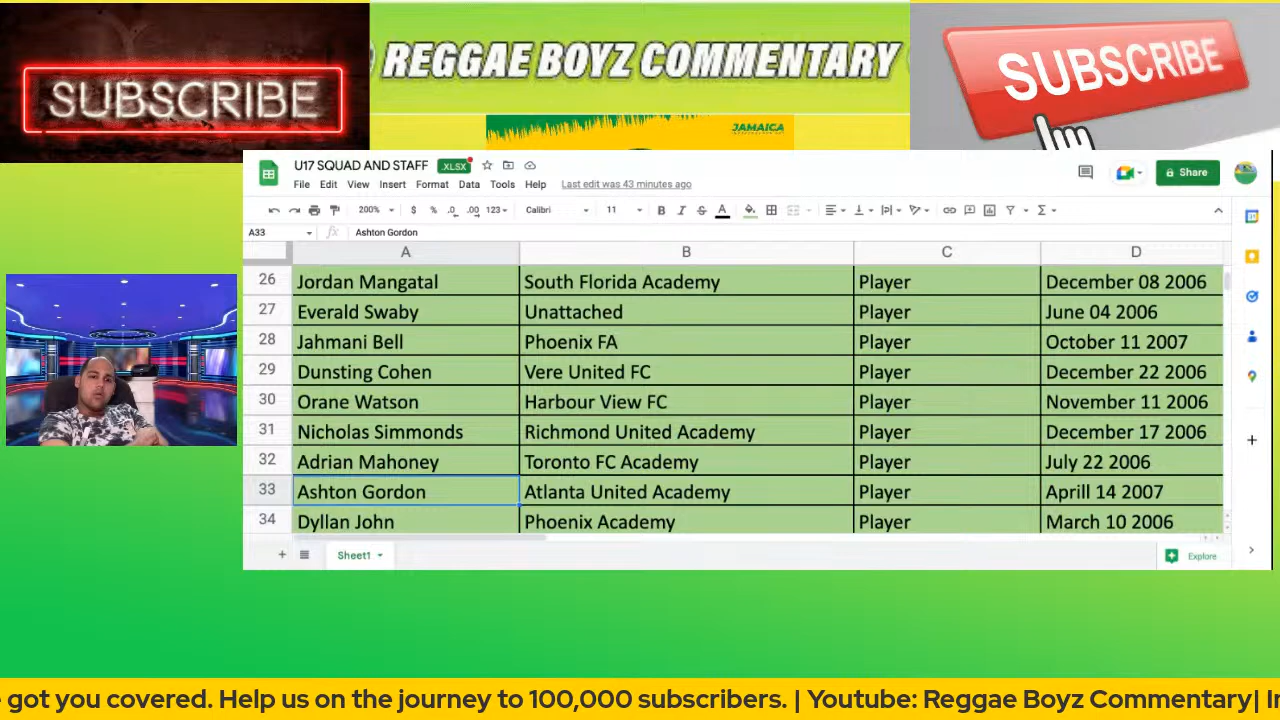 SUBSCRIBE
REGGAE BOYZ COMMENTARY
SUBSCRIBE
JAMAICA
U17 SQUAD AND STAFF .XLSX
Share
File Edit View Insert Format Data Tools Help Last edit was 43 minutes ago
200% $ % .0 .00 123 Calibri 11 B I S A
A33 fx Ashton Gordon
A B C D
26 Jordan Mangatal South Florida Academy Player December 08 2006
27 Everald Swaby Unattached Player June 04 2006
28 Jahmani Bell Phoenix FA Player October 11 2007
29 Dunsting Cohen Vere United FC Player December 22 2006
30 Orane Watson Harbour View FC Player November 11 2006
31 Nicholas Simmonds Richmond United Academy Player December 17 2006
32 Adrian Mahoney Toronto FC Academy Player July 22 2006
33 Ashton Gordon Atlanta United Academy Player Aprill 14 2007
34 Dyllan John Phoenix Academy Player March 10 2006
Sheet1 Explore
got you covered. Help us on the journey to 100,000 subscribers. | Youtube: Reggae Boyz Commentary|